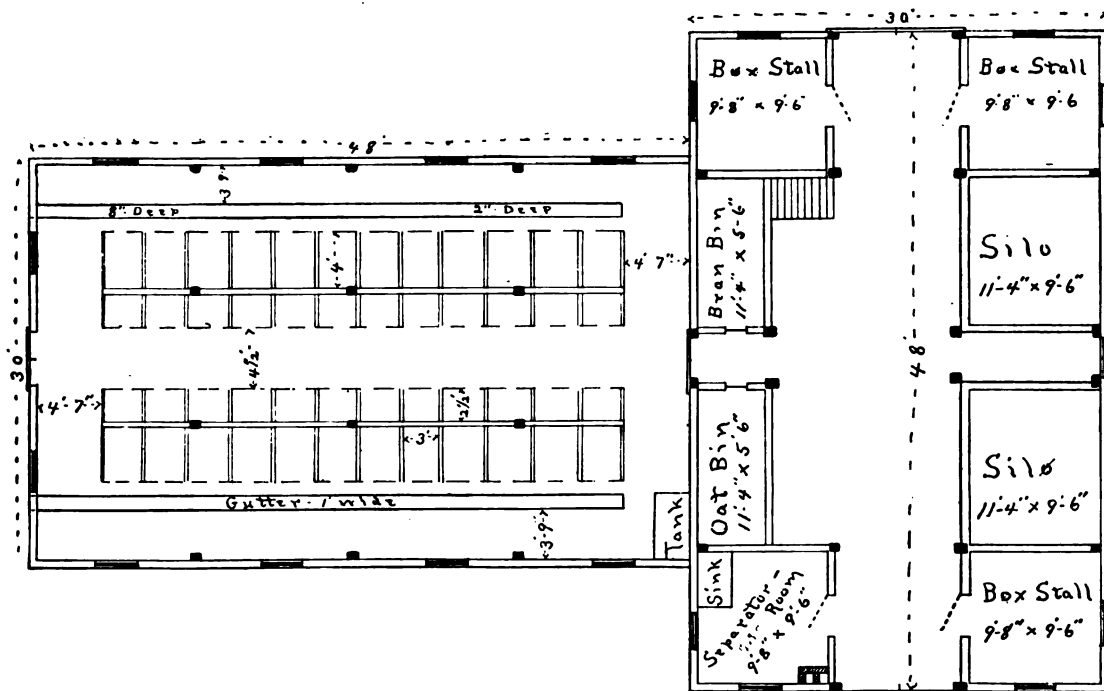 30'
Box Stall
9'-8" x 9'-6
Box Stall
9'-8" x 9'-6
48'
3'-9"
8" Deep
2" Deep
4'
4'-7"
Bran Bin
11'-4" x 5'-6"
Silo
11'-4" x 9'-6"
30'
4½'
48'
4'-7"
2½'
3'
Oat Bin
11'-4" x 5'6"
Silo
11'-4" x 9'-6"
Gutter-1' wide
3'-9"
Tank
Sink
Separator-
-Room
9'-8" x 9'-6"
Box Stall
9'-8" x 9'-6"